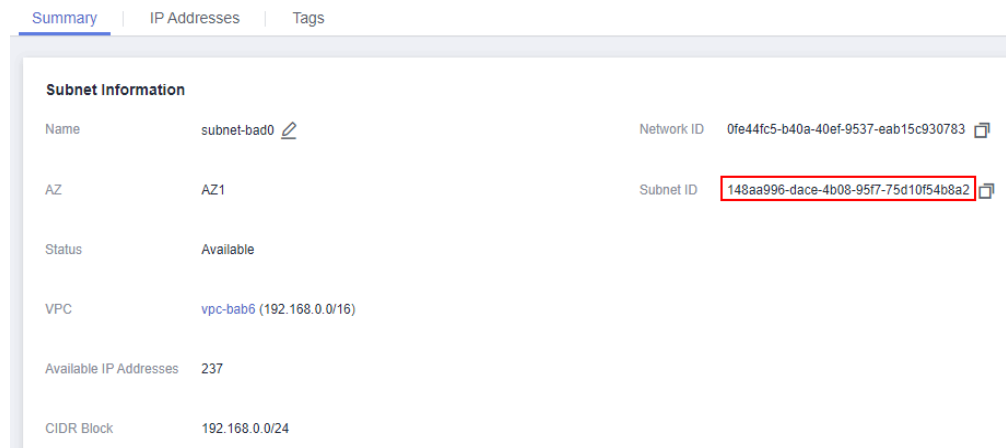 Summary IP Addresses Tags
Subnet Information
Name subnet-bad0 Network ID 0fe44fc5-b40a-40ef-9537-eab15c930783
AZ AZ1 Subnet ID 148aa996-dace-4b08-95f7-75d10f54b8a2
Status Available
VPC vpc-bab6 (192.168.0.0/16)
Available IP Addresses 237
CIDR Block 192.168.0.0/24